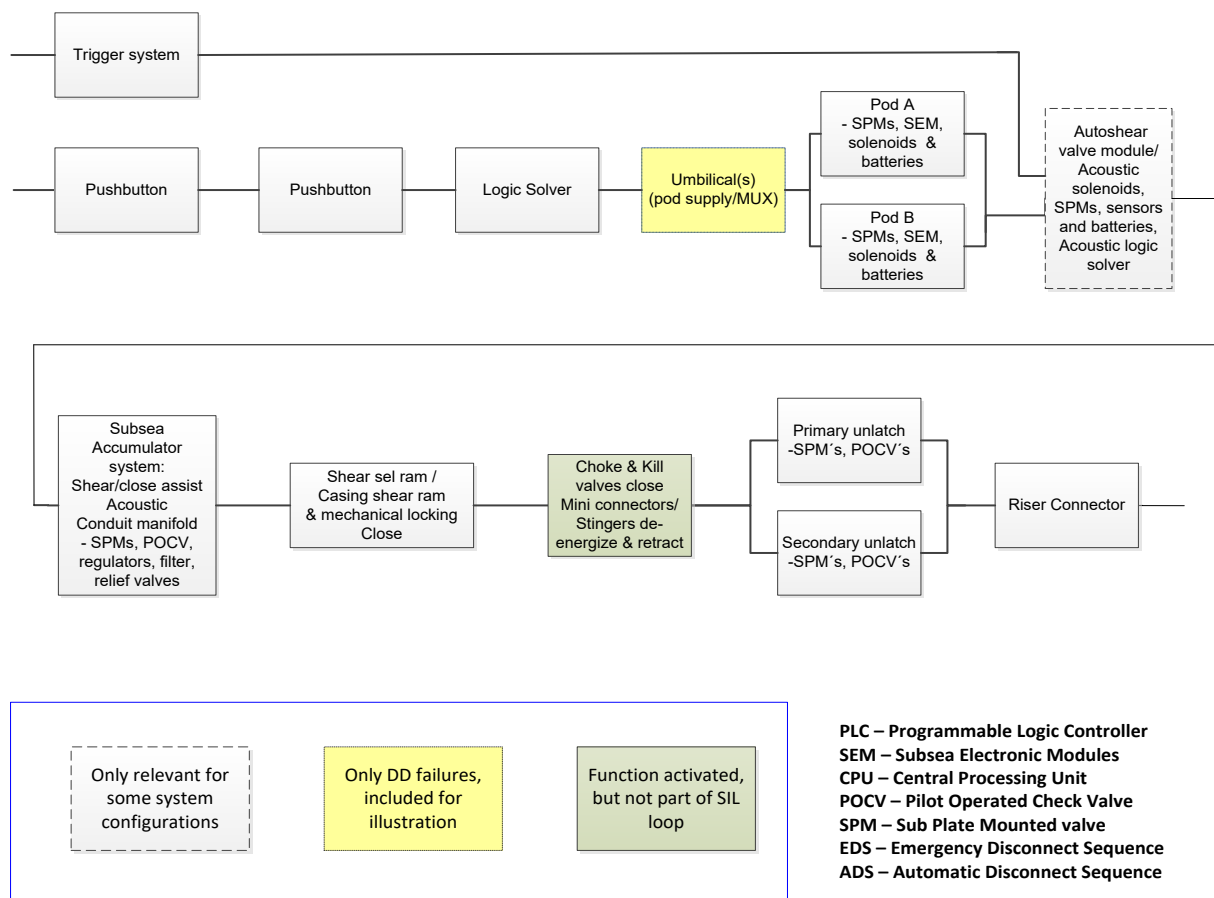 Trigger system
Pushbutton
Pushbutton
Logic Solver
Umbilical(s)
(pod supply/MUX)
Pod A
- SPMs, SEM,
solenoids &
batteries
Pod B
- SPMs, SEM,
solenoids &
batteries
Autoshear
valve module/
Acoustic
solenoids,
SPMs, sensors
and batteries,
Acoustic logic
solver
Subsea
Accumulator
system:
Shear/close assist
Acoustic
Conduit manifold
- SPMs, POCV,
regulators, filter,
relief valves
Shear sel ram /
Casing shear ram
& mechanical locking
Close
Choke & Kill
valves close
Mini connectors/
Stingers de-
energize & retract
Primary unlatch
-SPM´s, POCV´s
Secondary unlatch
-SPM´s, POCV´s
Riser Connector
Only relevant for
some system
configurations
Only DD failures,
included for
illustration
Function activated,
but not part of SIL
loop
PLC – Programmable Logic Controller
SEM – Subsea Electronic Modules
CPU – Central Processing Unit
POCV – Pilot Operated Check Valve
SPM – Sub Plate Mounted valve
EDS – Emergency Disconnect Sequence
ADS – Automatic Disconnect Sequence